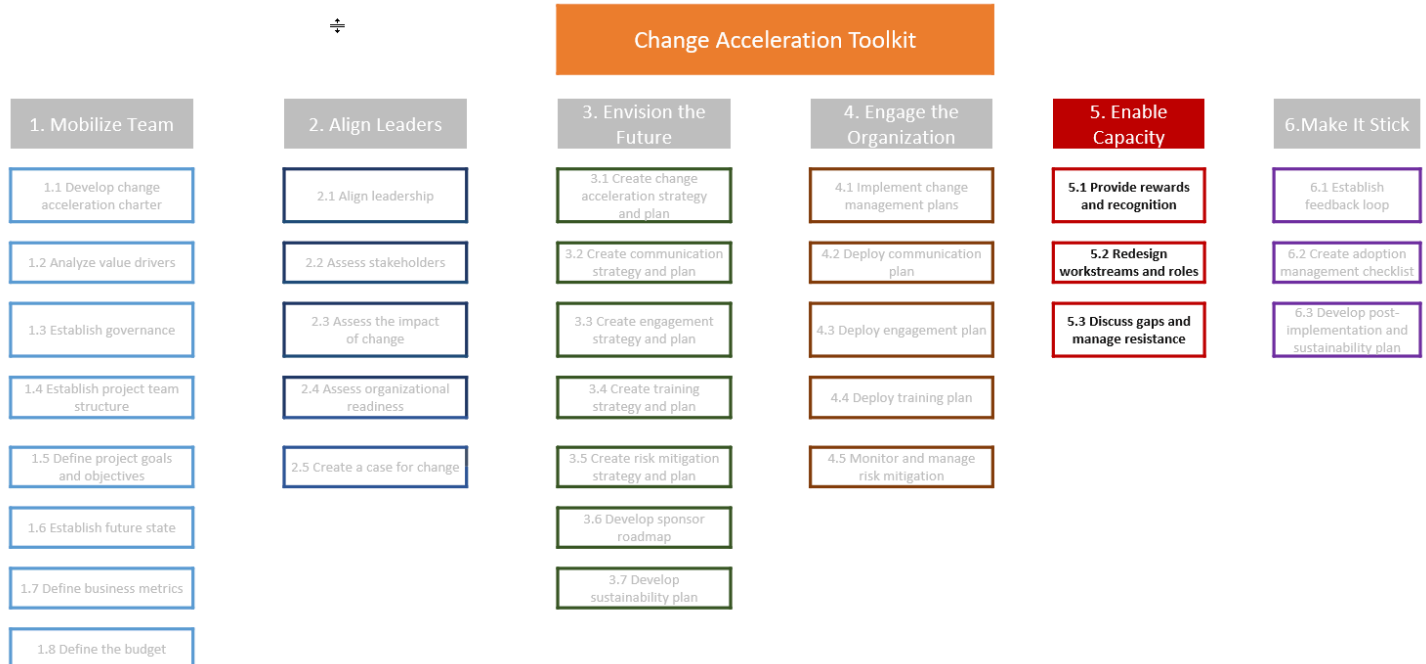 Change Acceleration Toolkit
1. Mobilize Team
1.1 Develop change
acceleration charter
1.2 Analyze value drivers
1.3 Establish governance
1.4 Establish project team
structure
1.5 Define project goals
and objectives
1.6 Establish future state
1.7 Define business metrics
1.8 Define the budget
2. Align Leaders
2.1 Align leadership
2.2 Assess stakeholders
2.3 Assess the impact
of change
2.4 Assess organizational
readiness
2.5 Create a case for change
3. Envision the
Future
3.1 Create change
acceleration strategy
and plan
3.2 Create communication
strategy and plan
3.3 Create engagement
strategy and plan
3.4 Create training
strategy and plan
3.5 Create risk mitigation
strategy and plan
3.6 Develop sponsor
roadmap
3.7 Develop
sustainability plan
4. Engage the
Organization
4.1 Implement change
management plans
4.2 Deploy communication
plan
4.3 Deploy engagement plan
4.4 Deploy training plan
4.5 Monitor and manage
risk mitigation
5. Enable
Capacity
5.1 Provide rewards
and recognition
5.2 Redesign
workstreams and roles
5.3 Discuss gaps and
manage resistance
6.Make It Stick
6.1 Establish
feedback loop
6.2 Create adoption
management checklist
6.3 Develop post-
implementation and
sustainability plan